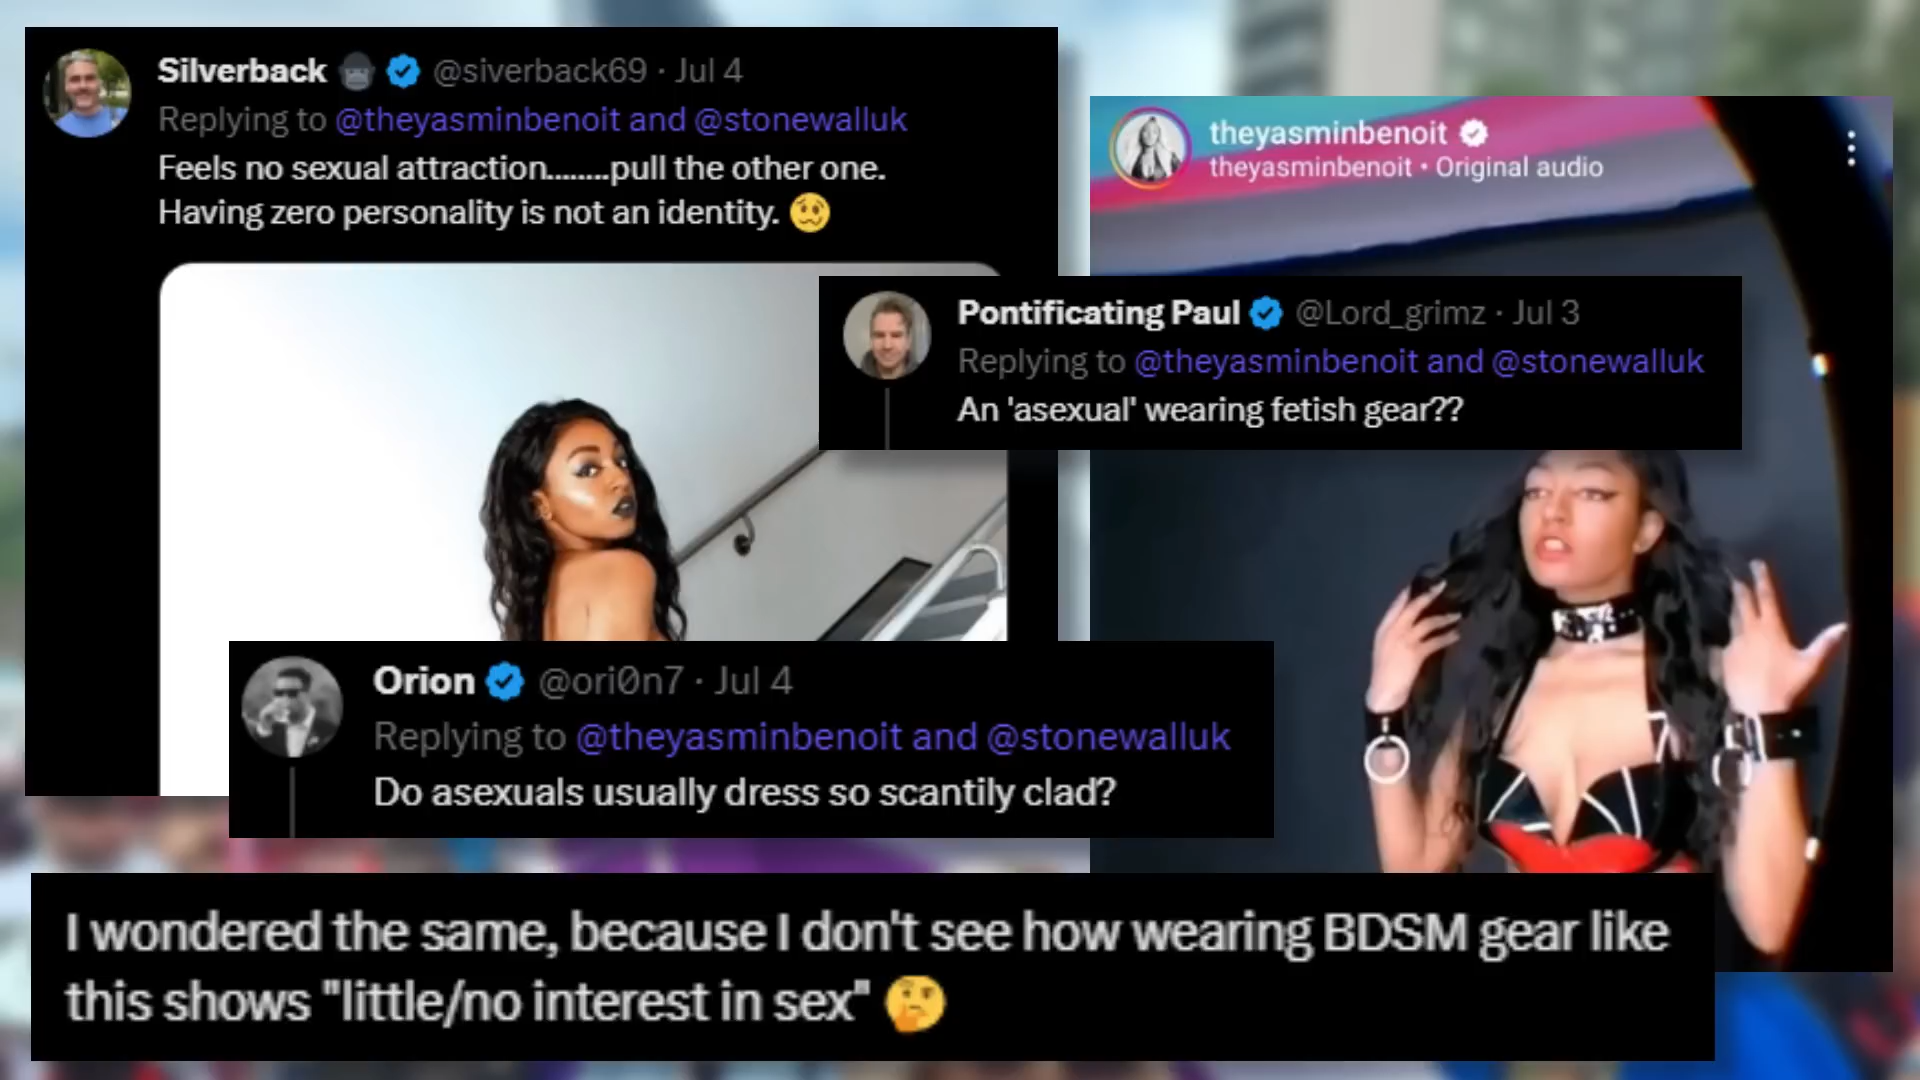 Silverback @siverback69 · Jul 4
Replying to @theyasminbenoit and @stonewalluk
Feels no sexual attraction........pull the other one.
Having zero personality is not an identity.
theyasminbenoit
theyasminbenoit • Original audio
Pontificating Paul @Lord_grimz · Jul 3
Replying to @theyasminbenoit and @stonewalluk
An 'asexual' wearing fetish gear??
Orion @ori0n7 · Jul 4
Replying to @theyasminbenoit and @stonewalluk
Do asexuals usually dress so scantily clad?
I wondered the same, because I don't see how wearing BDSM gear like
this shows "little/no interest in sex"